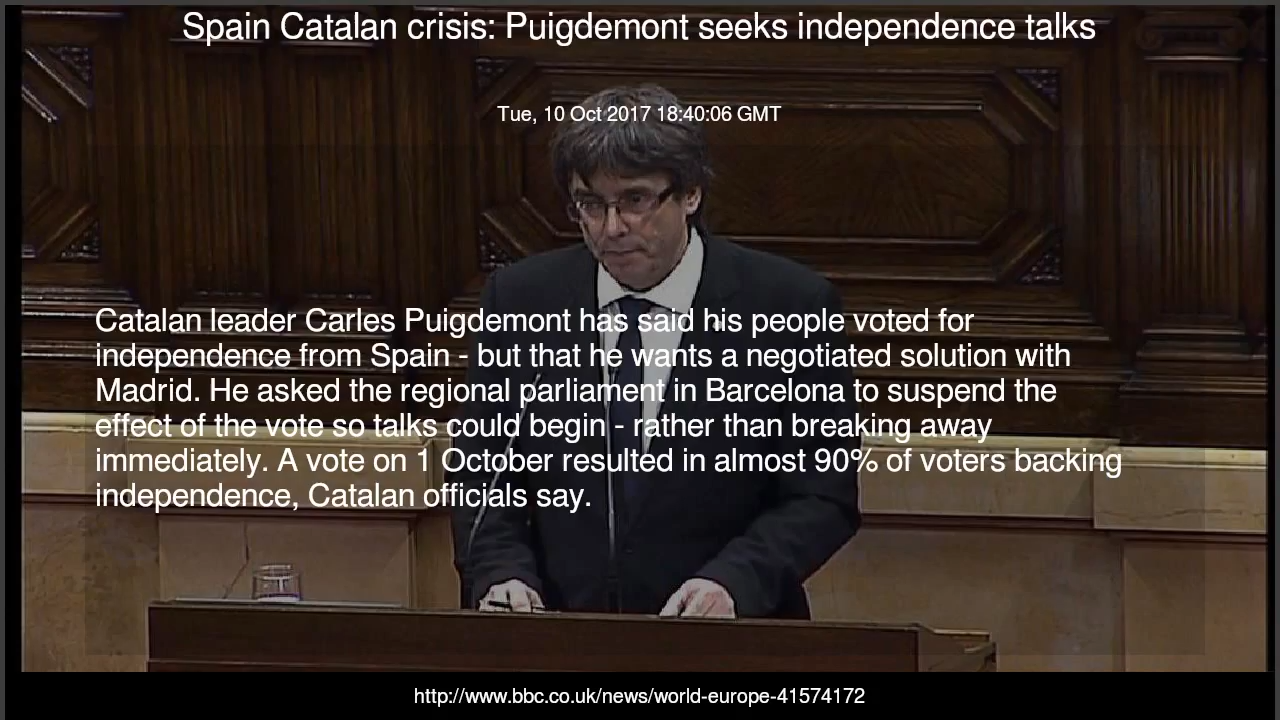 Spain Catalan crisis: Puigdemont seeks independence talks
Tue, 10 Oct 2017 18:40:06 GMT
Catalan leader Carles Puigdemont has said his people voted for
independence from Spain - but that he wants a negotiated solution with
Madrid. He asked the regional parliament in Barcelona to suspend the
effect of the vote so talks could begin - rather than breaking away
immediately. A vote on 1 October resulted in almost 90% of voters backing
independence, Catalan officials say.
http://www.bbc.co.uk/news/world-europe-41574172